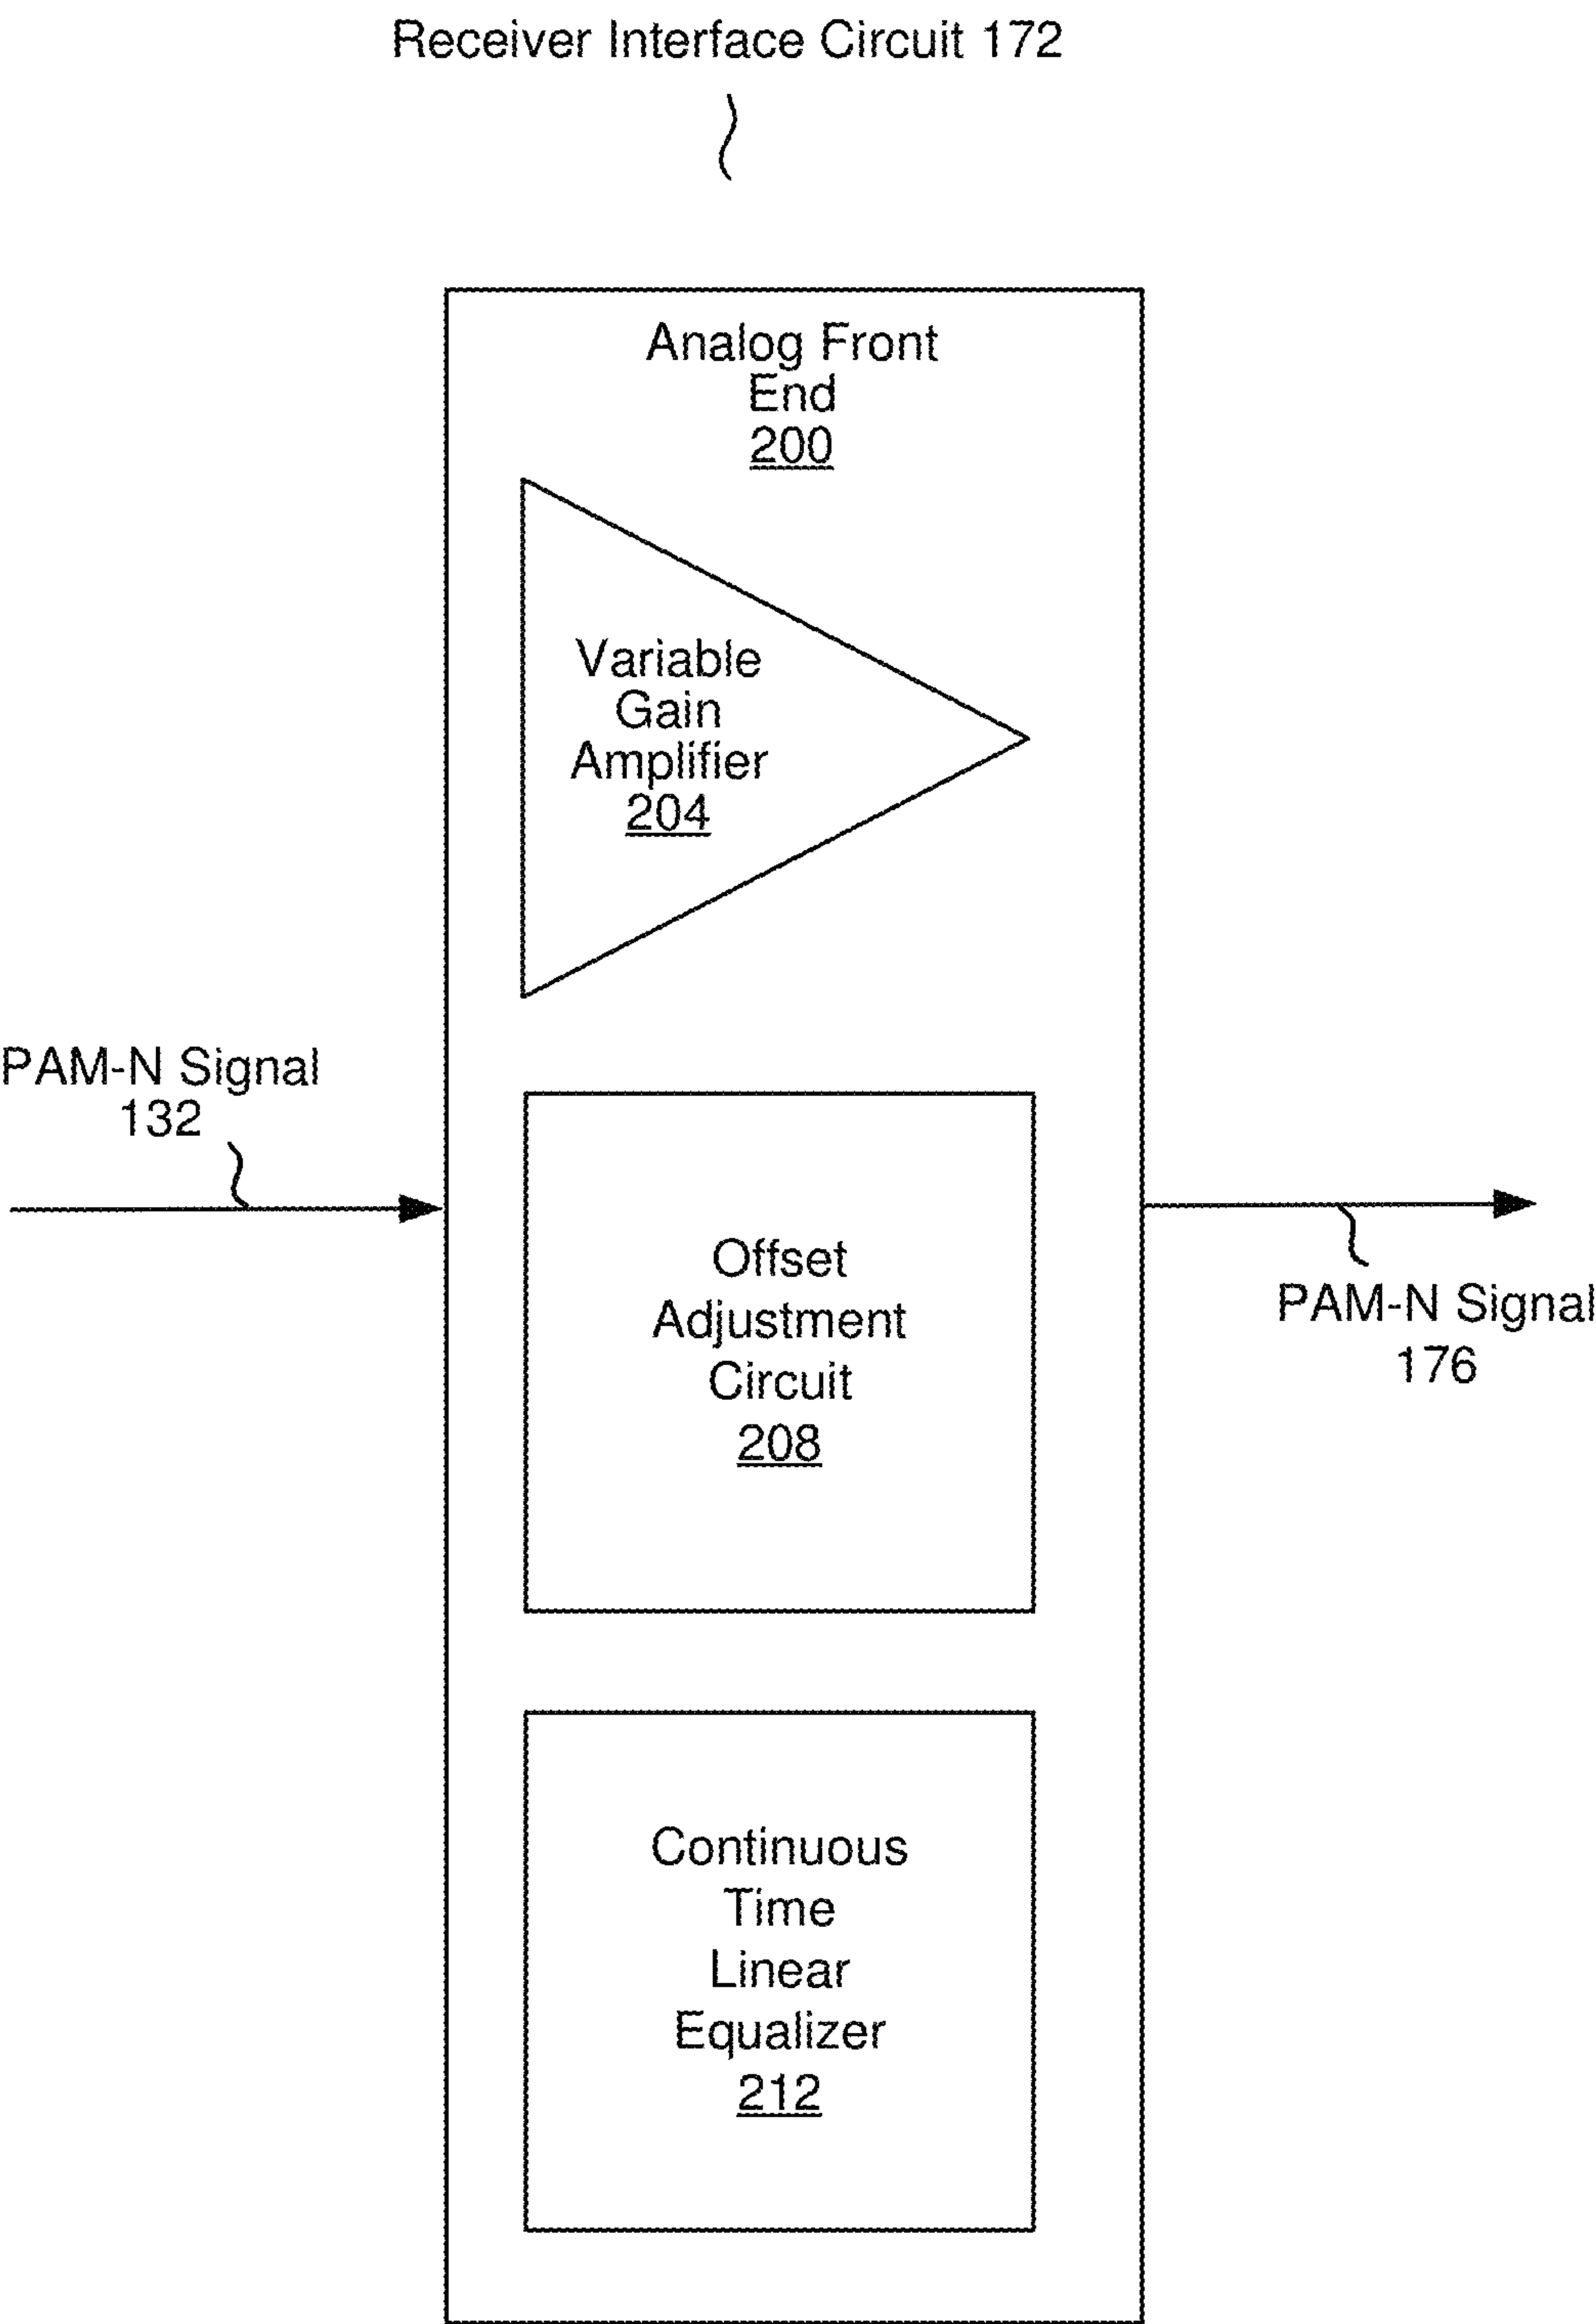 Receiver Interface Circuit 172
Analog Front
End
200
Variable
Gain
Amplifier
204
PAM-N Signal
132
Offset
Adjustment
Circuit
208
PAM-N Signal
176
Continuous
Time
Linear
Equalizer
212